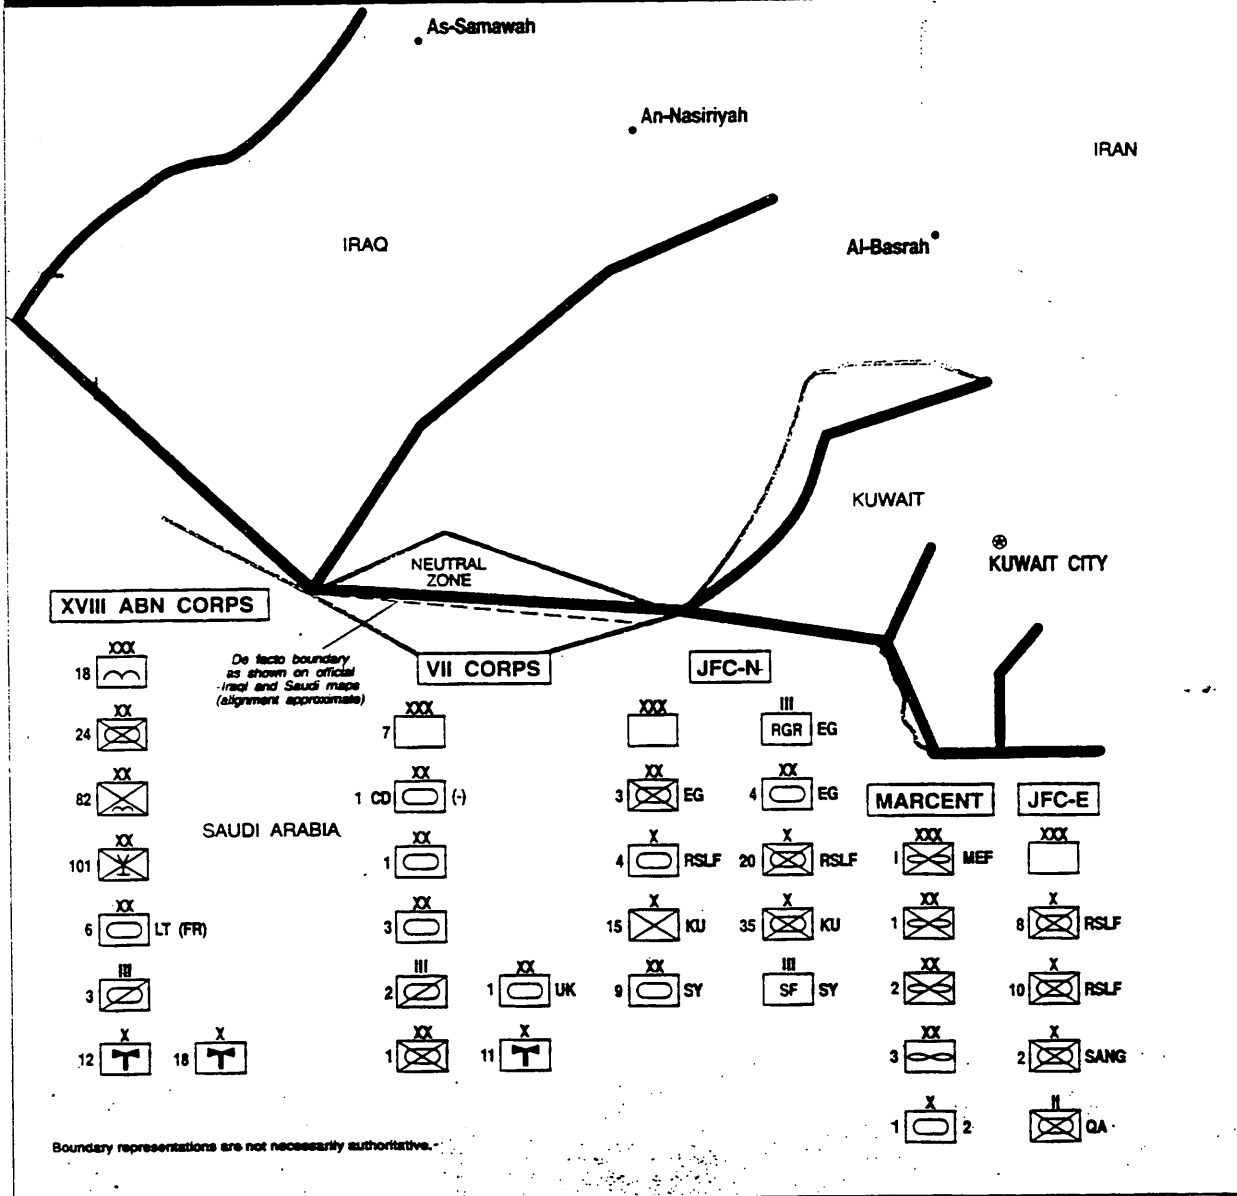 As-Samawah
An-Nasiriyah
IRAN
IRAQ
Al-Basrah
KUWAIT
KUWAIT CITY
NEUTRAL
ZONE
De facto boundary
as shown on official
Iraqi and Saudi maps
(alignment approximate)
SAUDI ARABIA
XVIII ABN CORPS
XXX
18
XX
24
XX
82
XX
101
XX
6 LT (FR)
III
3
X
12
X
18
VII CORPS
XXX
7
XX
1 CD (-)
XX
1
XX
3
III
2
XX
1 UK
XX
1
X
11
JFC-N
XXX
III
RGR EG
XX
3 EG
XX
4 EG
X
4 RSLF
X
20 RSLF
X
15 KU
X
35 KU
XX
9 SY
III
SF SY
MARCENT
XXX
I MEF
XX
1
XX
2
XX
3
X
1 2
JFC-E
XXX
X
8 RSLF
X
10 RSLF
X
2 SANG
II
QA
Boundary representations are not necessarily authoritative.